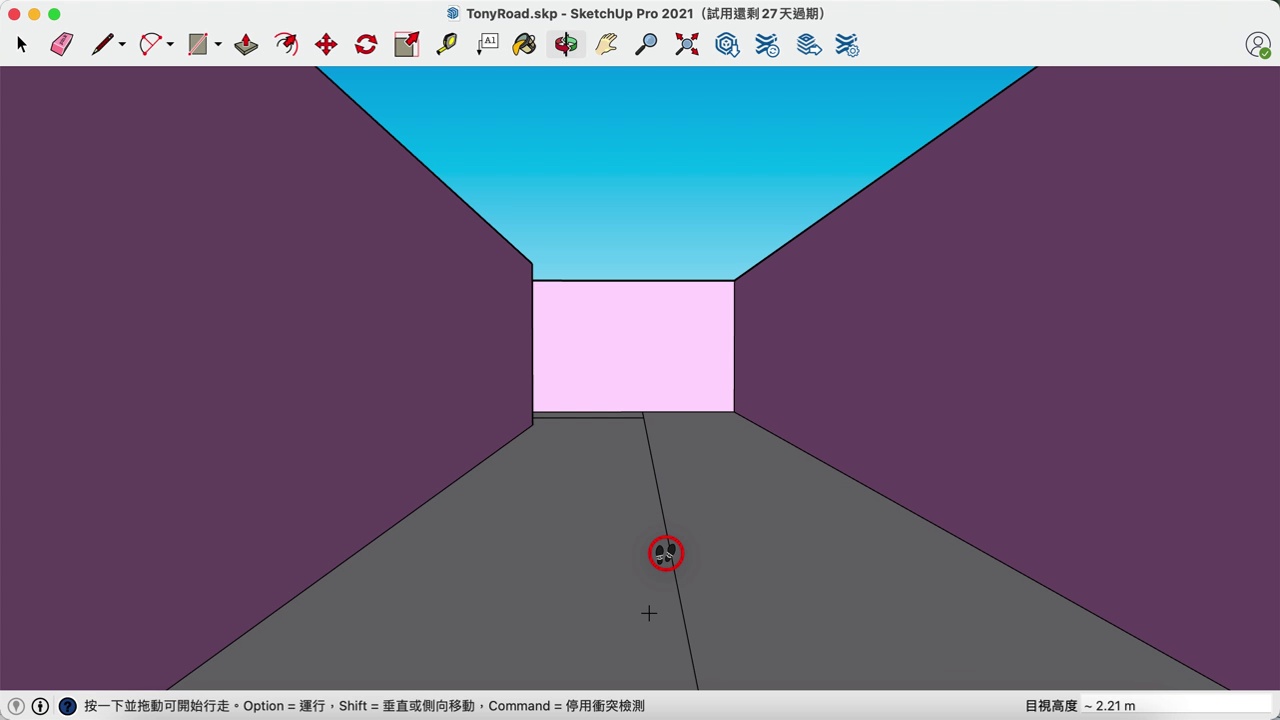 TonyRoad.skp - SketchUp Pro 2021（試用還剩 27 天過期）
A1
按一下並拖動可開始行走。Option = 運行，Shift = 垂直或側向移動，Command = 停用衝突檢測
目視高度 ~ 2.21 m